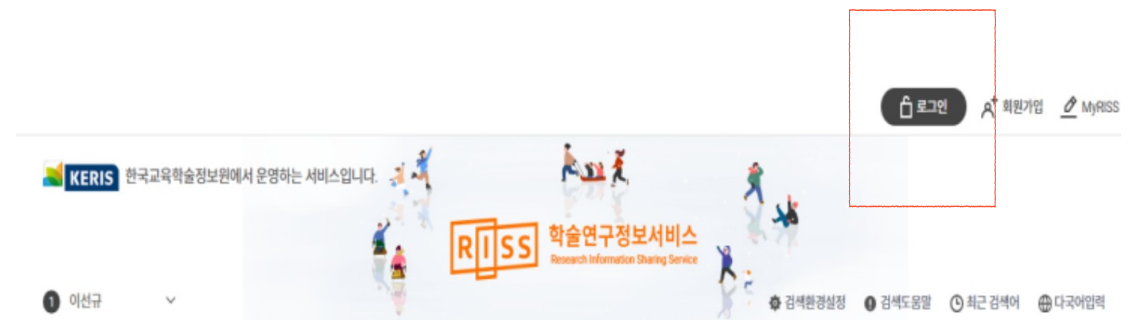 로그인 회원가입 MyRISS
KERIS 한국교육학술정보원에서 운영하는 서비스입니다.
RISS 학술연구정보서비스
Research Information Sharing Service
1 이선규
검색환경설정 검색도움말 최근 검색어 다국어입력